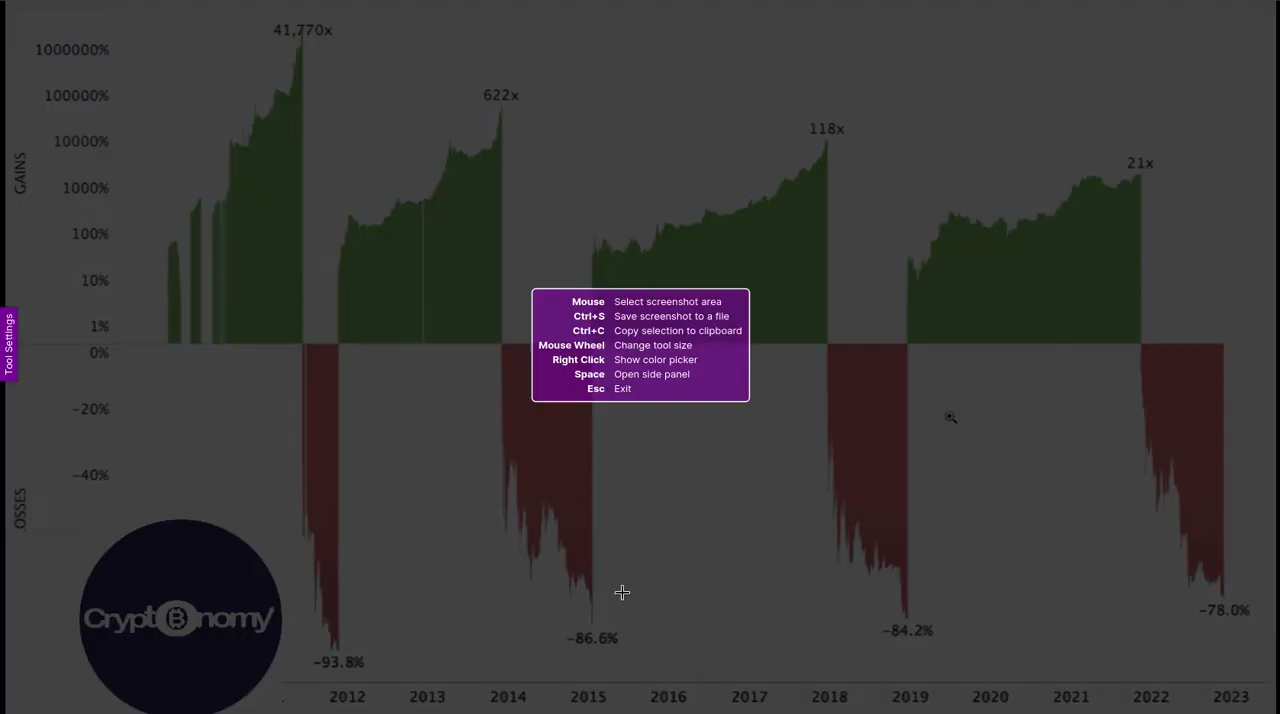 41,770x
1000000%
100000%
622x
10000%
118x
GAINS
21x
1000%
100%
10%
1%
0%
-20%
-40%
Tool Settings
Mouse Select screenshot area
Ctrl+S Save screenshot to a file
Ctrl+C Copy selection to clipboard
Mouse Wheel Change tool size
Right Click Show color picker
Space Open side panel
Esc Exit
OSSES
Crypt₿nomy
-78.0%
-84.2%
-86.6%
-93.8%
2012 2013 2014 2015 2016 2017 2018 2019 2020 2021 2022 2023